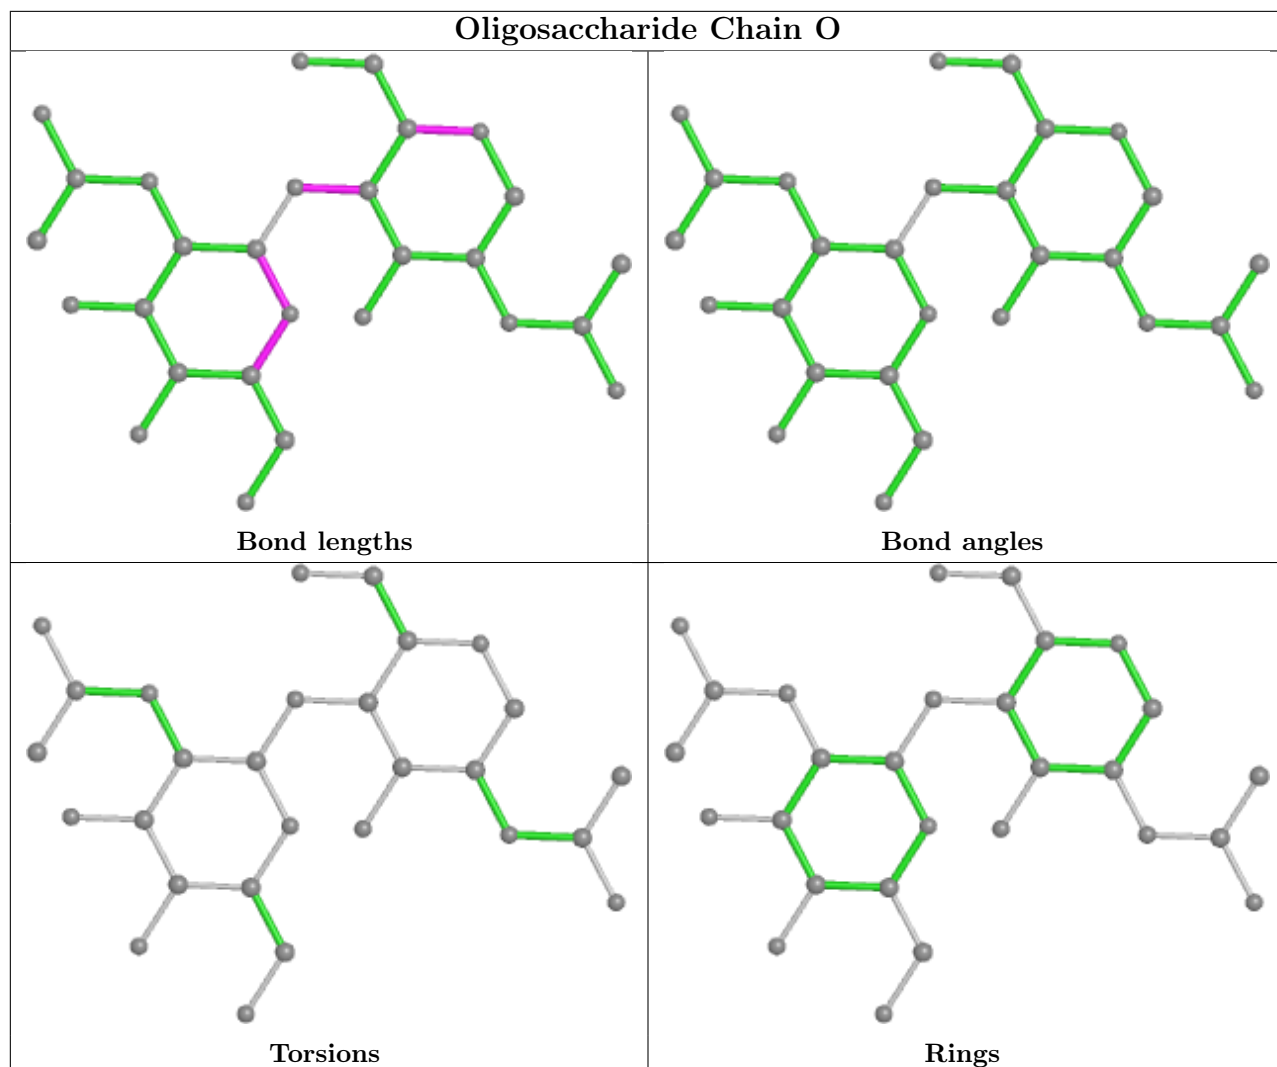 Oligosaccharide Chain O
Bond lengths
Bond angles
Torsions
Rings